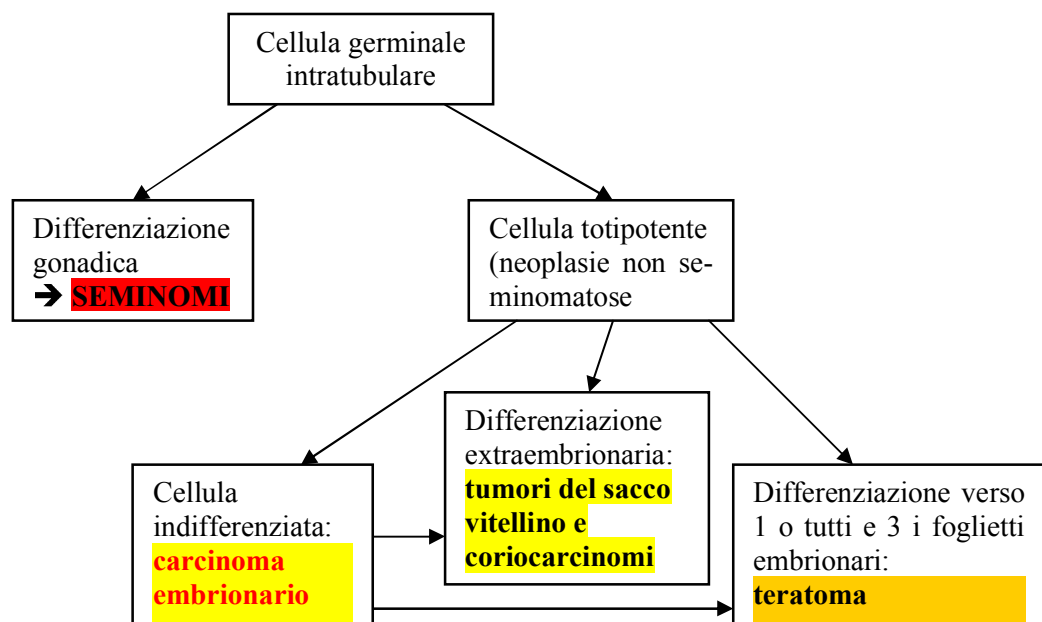 Cellula germinale
intratubulare
Differenziazione
gonadica
➔ SEMINOMI
Cellula totipotente
(neoplasie non se-
minomatose
Cellula
indifferenziata:
carcinoma
embrionario
Differenziazione
extraembrionaria:
tumori del sacco
vitellino e
coriocarcinomi
Differenziazione verso
1 o tutti e 3 i foglietti
embrionari:
teratoma